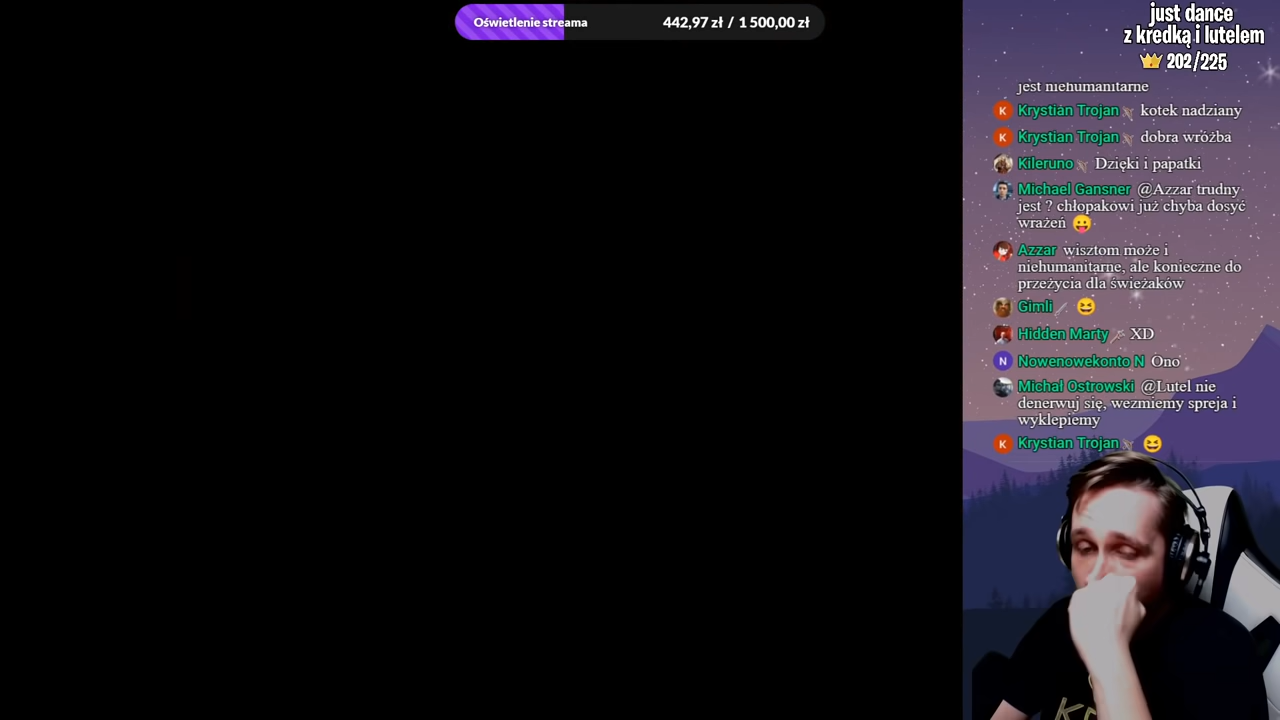 Oświetlenie streama 442,97 zł / 1 500,00 zł
just dance
z kredką i lutelem
202/225
jest niehumanitarne
K Krystian Trojan kotek nadziany
K Krystian Trojan dobra wróżba
Kileruno Dzięki i papatki
Michael Gansner @Azzar trudny
jest ? chłopakowi już chyba dosyć
wrażeń 😛
Azzar wisztom może i
niehumanitarne, ale konieczne do
przeżycia dla świeżaków
Gimli 😆
Hidden Marty XD
N Nowenowekonto N Ono
Michał Ostrowski @Lutel nie
denerwuj się, wezmiemy spreja i
wyklepiemy
K Krystian Trojan 😆